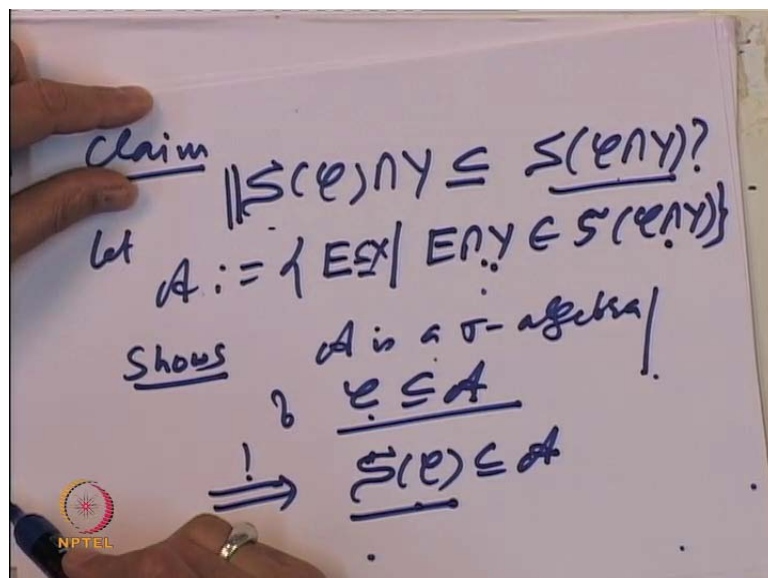 Claim
||S(𝒞)∩Y ⊆ S(𝒞∩Y)?
let
𝒜 := { E⊆X | E∩Y ∈ S(𝒞∩Y)}
Shows 𝒜 is a σ-algebra
& 𝒞 ⊆ 𝒜
!
⟹ S(𝒞) ⊆ 𝒜
NPTEL